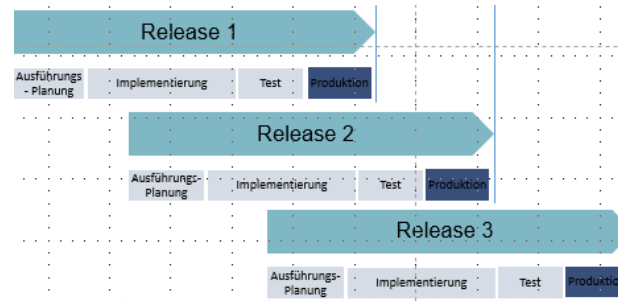 Release 1
Ausführungs
- Planung
Implementierung
Test
Produktion
Release 2
Ausführungs-
Planung
Implementierung
Test
Produktion
Release 3
Ausführungs-
Planung
Implementierung
Test
Produktio